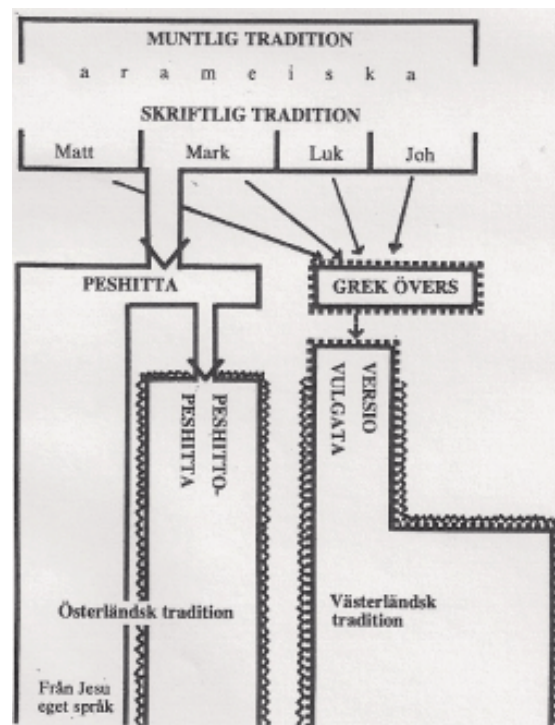 MUNTLIG TRADITION
a r a m e i s k a
SKRIFTLIG TRADITION
Matt Mark Luk Joh
PESHITTA
GREK ÖVERS
PESHITTO-
PESHITTA
VERSIO
VULGATA
Österländsk tradition
Västerländsk
tradition
Från Jesu
eget språk